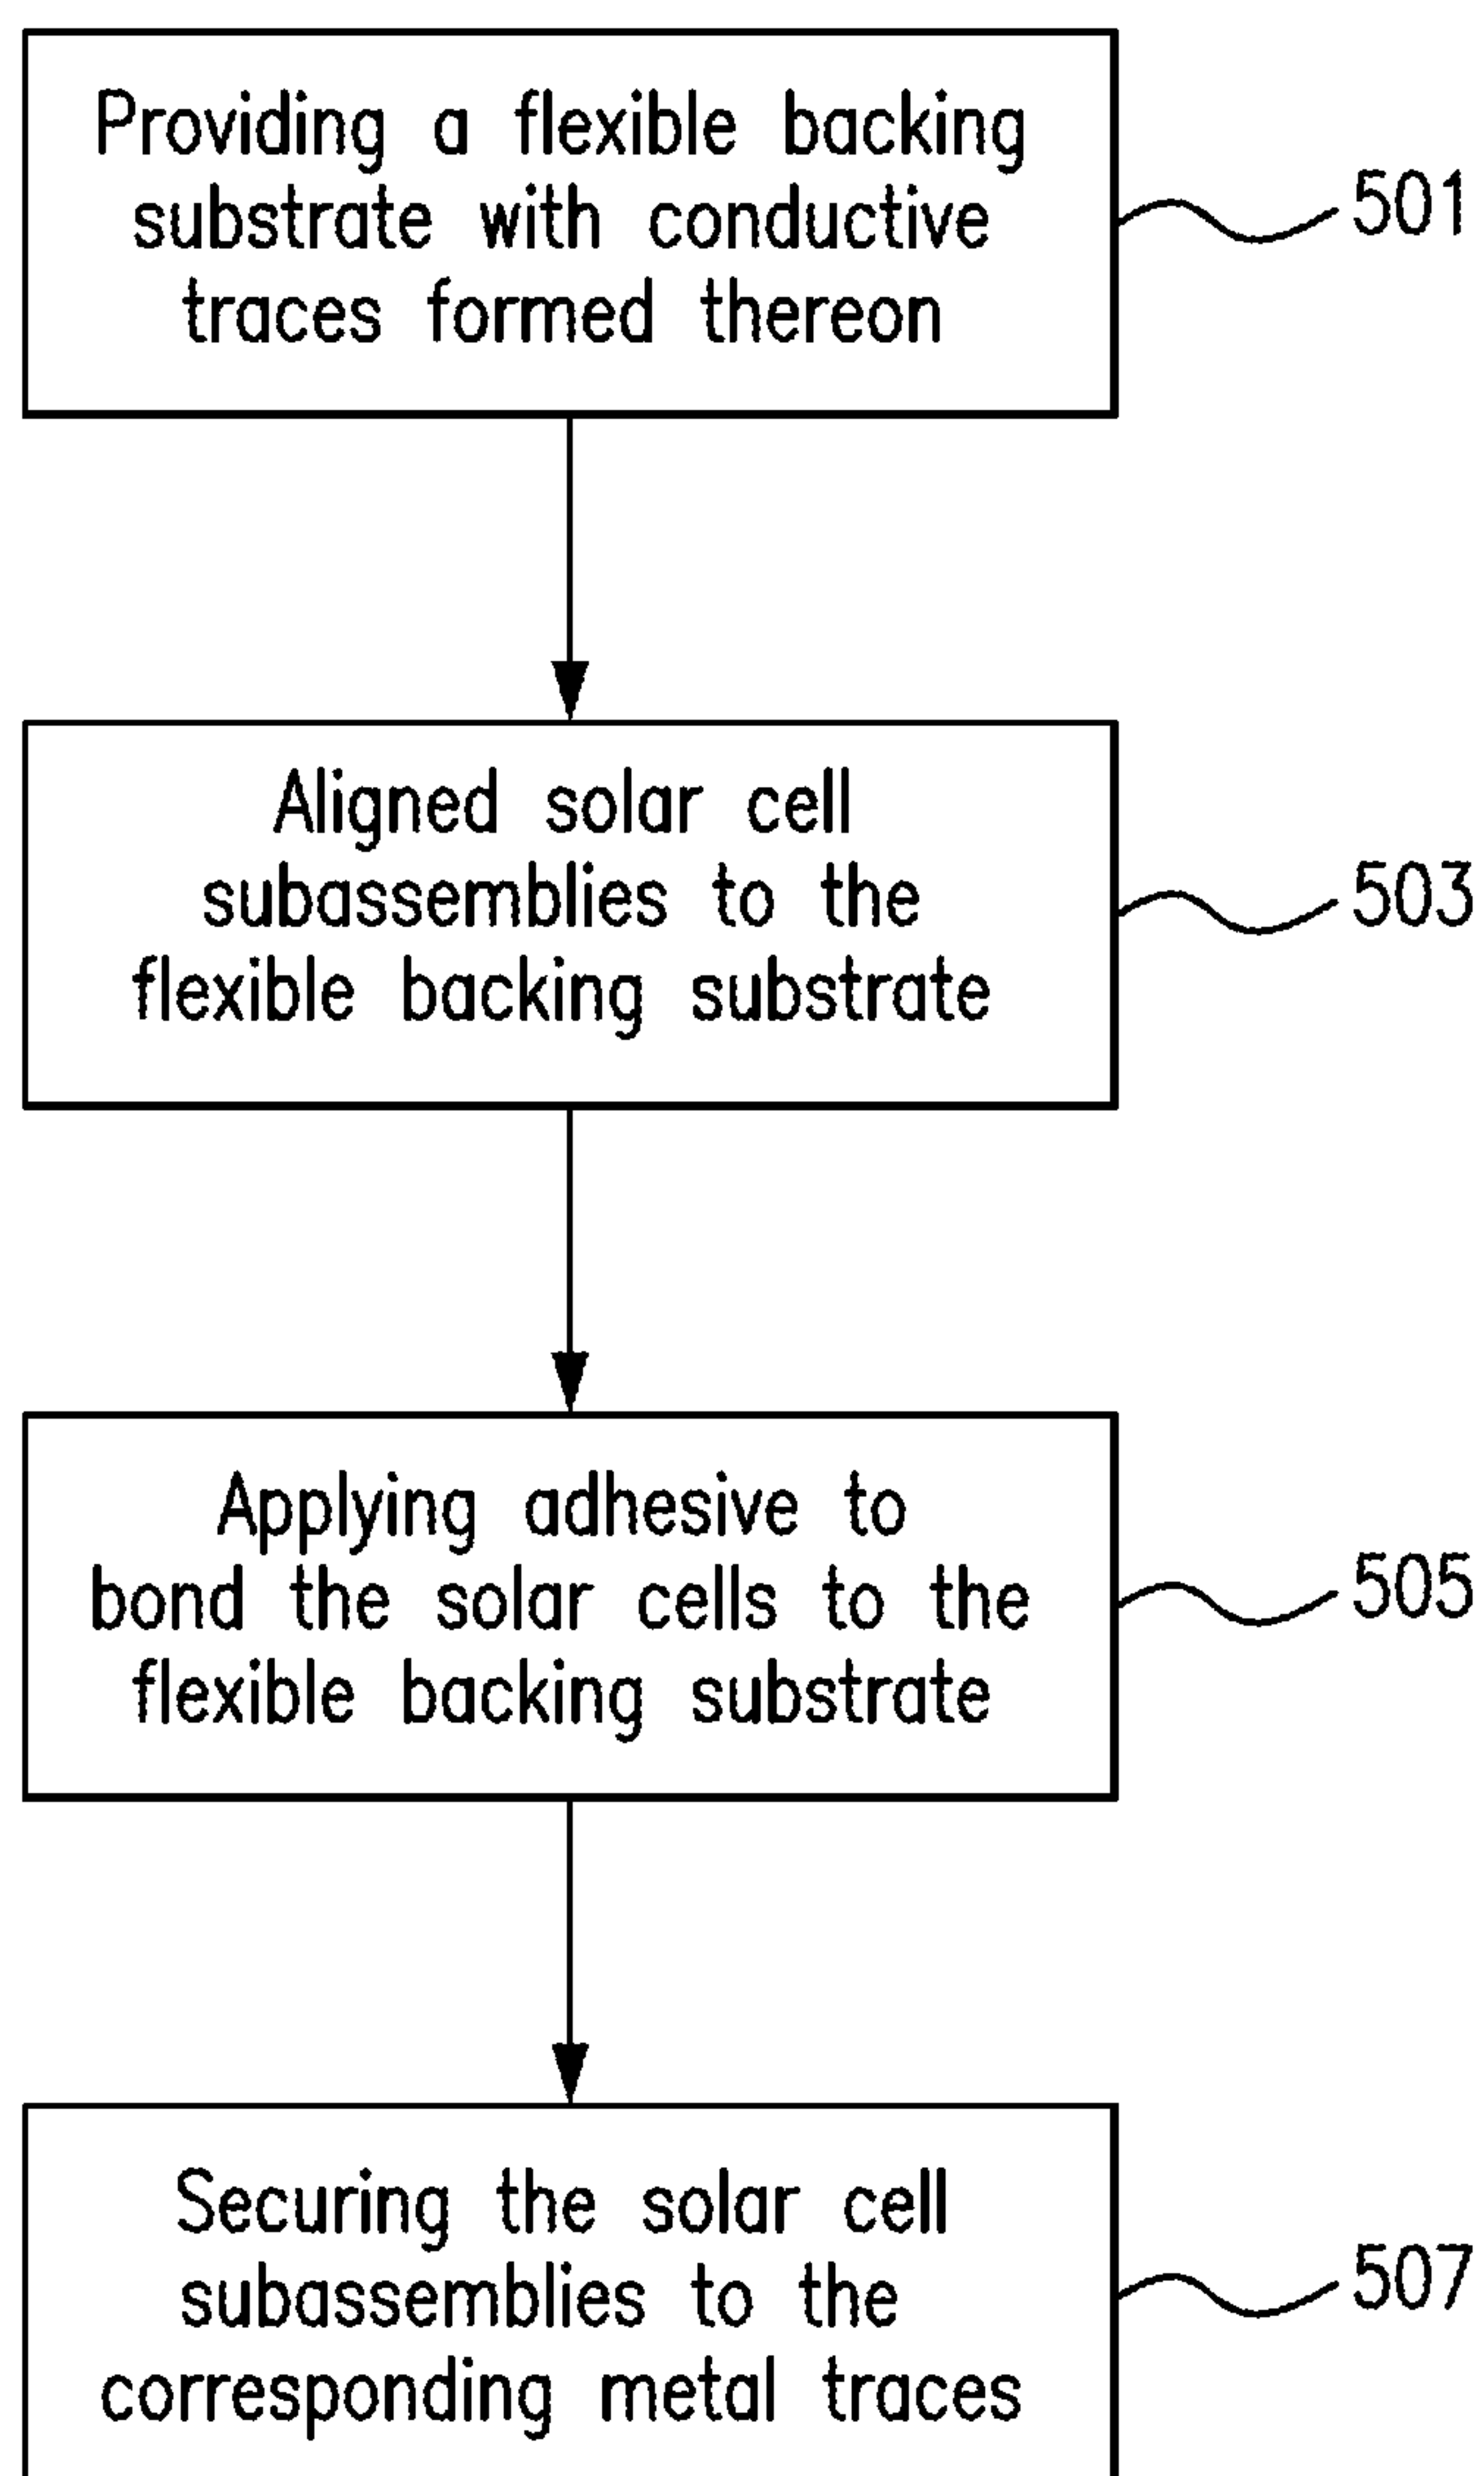 Providing a flexible backing
substrate with conductive
traces formed thereon
501
Aligned solar cell
subassemblies to the
flexible backing substrate
503
Applying adhesive to
bond the solar cells to the
flexible backing substrate
505
Securing the solar cell
subassemblies to the
corresponding metal traces
507